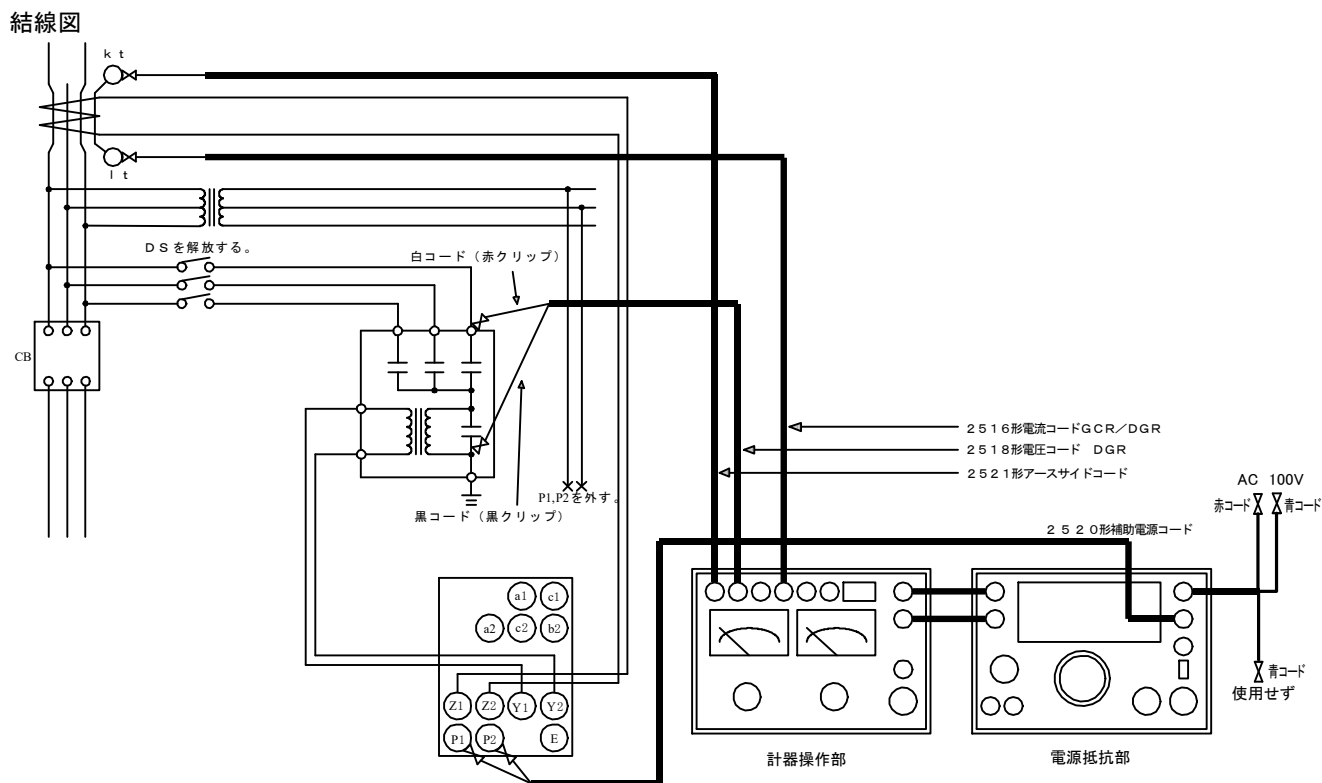 結線図
k t
l t
DSを解放する。
白コード（赤クリップ）
CB
2516形電流コードGCR／DGR
2518形電圧コード DGR
2521形アースサイドコード
P1,P2を外す。
黒コード（黒クリップ）
AC 100V
赤コード
青コード
2520形補助電源コード
a1
c1
a2
c2
b2
青コード
使用せず
Z1
Z2
Y1
Y2
P1
P2
E
計器操作部
電源抵抗部